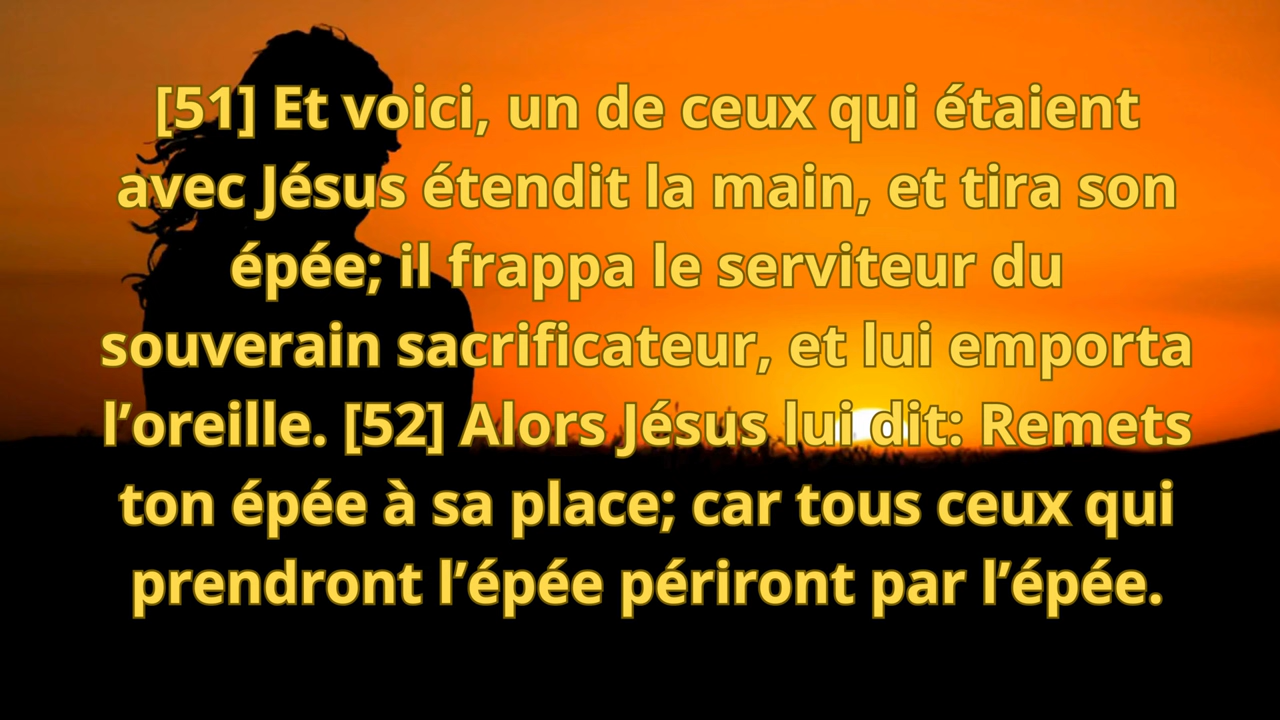 [51] Et voici, un de ceux qui étaient
avec Jésus étendit la main, et tira son
épée; il frappa le serviteur du
souverain sacrificateur, et lui emporta
l’oreille. [52] Alors Jésus lui dit: Remets
ton épée à sa place; car tous ceux qui
prendront l’épée périront par l’épée.